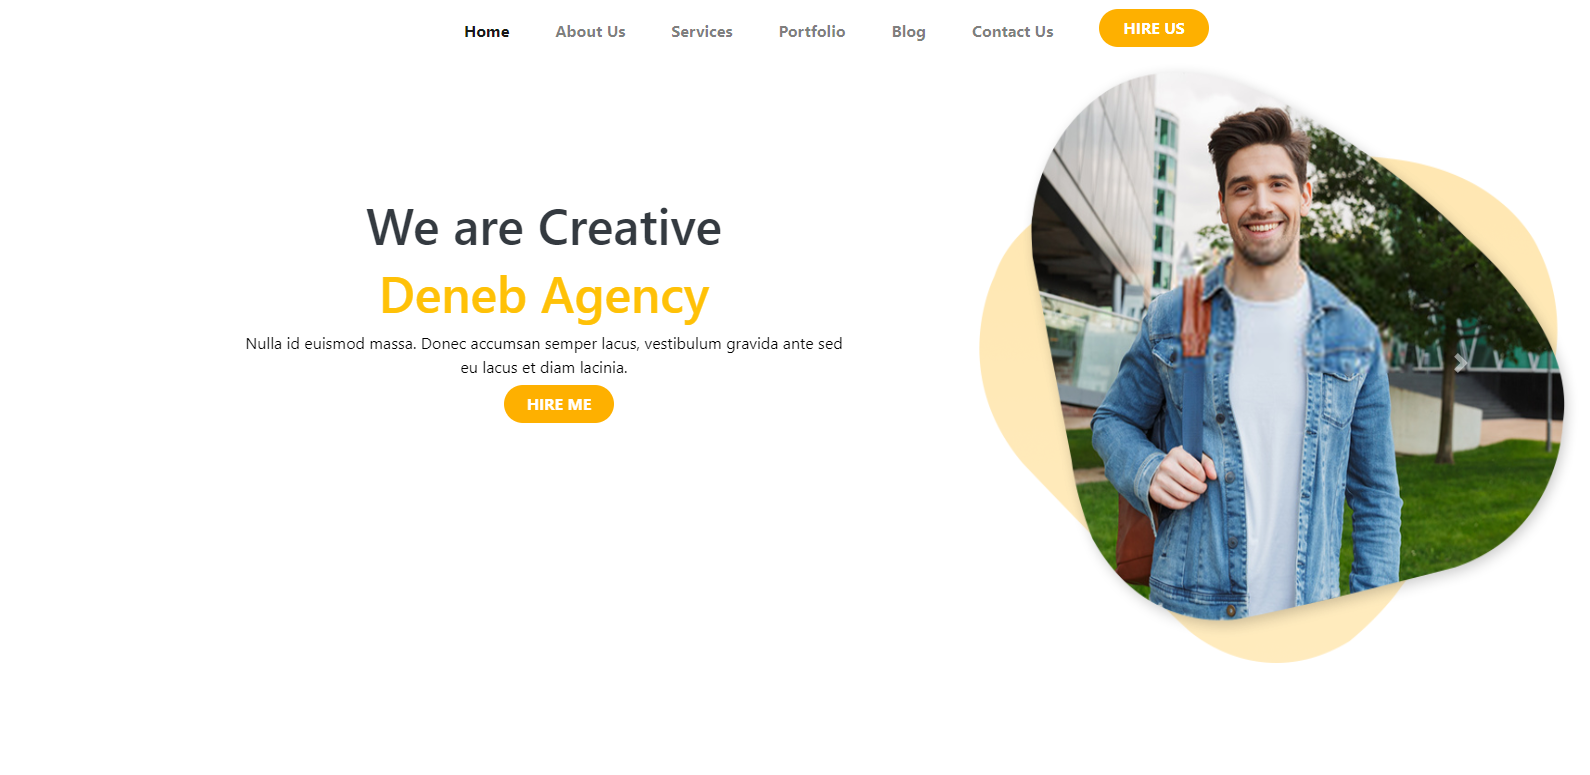 Home About Us Services Portfolio Blog Contact Us HIRE US
We are Creative
Deneb Agency
Nulla id euismod massa. Donec accumsan semper lacus, vestibulum gravida ante sed
eu lacus et diam lacinia.
HIRE ME